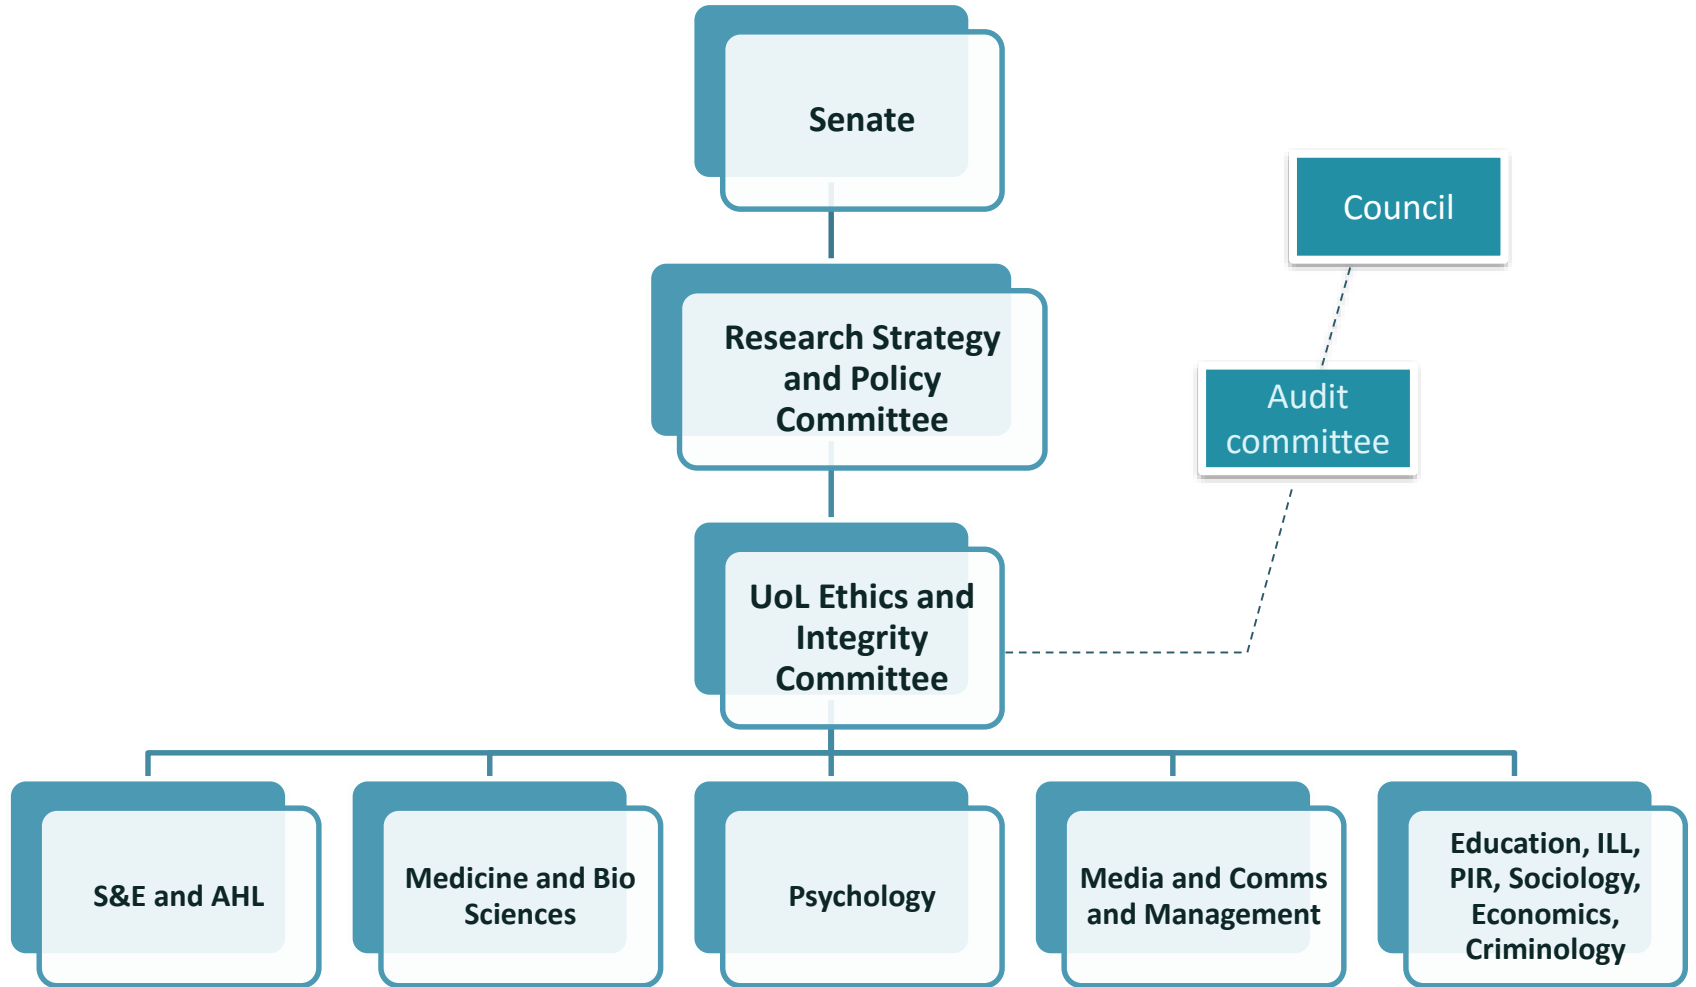 Senate
Council
Research Strategy
and Policy
Committee
Audit
committee
UoL Ethics and
Integrity
Committee
S&E and AHL
Medicine and Bio
Sciences
Psychology
Media and Comms
and Management
Education, ILL,
PIR, Sociology,
Economics,
Criminology